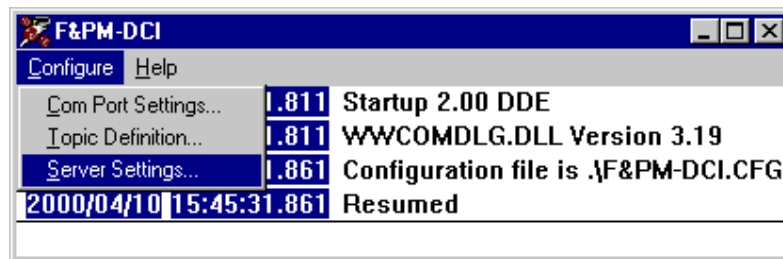 F&PM-DCI
Configure Help
Com Port Settings... .811 Startup 2.00 DDE
Topic Definition... .811 WWCOMDLG.DLL Version 3.19
Server Settings... .861 Configuration file is .\F&PM-DCI.CFG
2000/04/10 15:45:31.861 Resumed